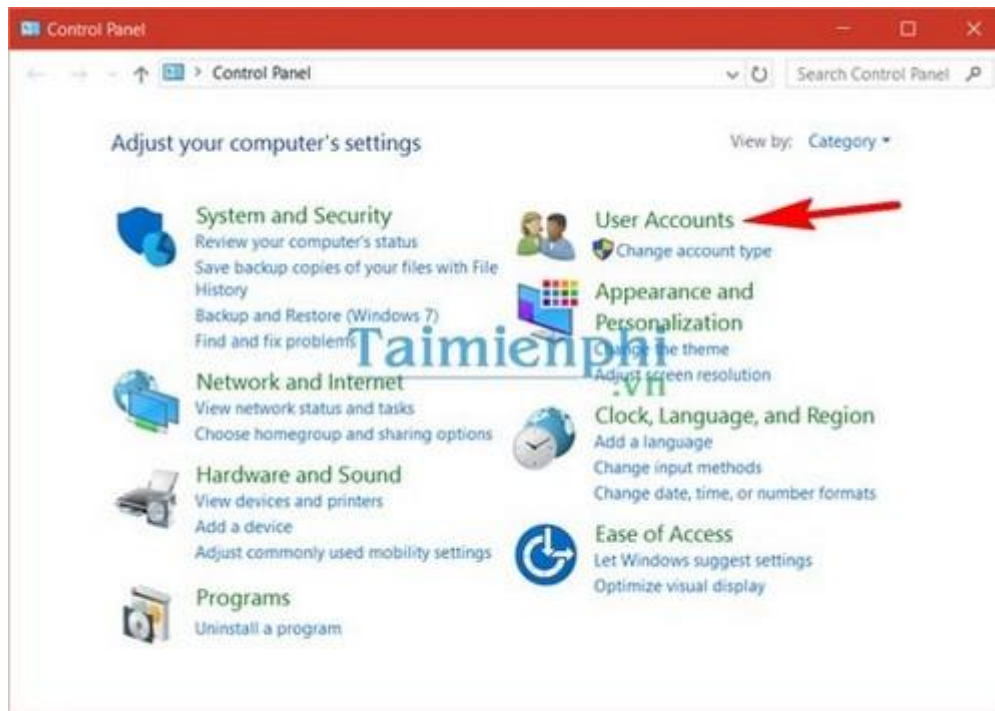 Control Panel
Control Panel
Search Control Panel
Adjust your computer's settings
View by: Category
System and Security
Review your computer's status
Save backup copies of your files with File
History
Backup and Restore (Windows 7)
Find and fix problems
Network and Internet
View network status and tasks
Choose homegroup and sharing options
Hardware and Sound
View devices and printers
Add a device
Adjust commonly used mobility settings
Programs
Uninstall a program
User Accounts
Change account type
Appearance and
Personalization
Change the theme
Adjust screen resolution
Clock, Language, and Region
Add a language
Change input methods
Change date, time, or number formats
Ease of Access
Let Windows suggest settings
Optimize visual display
Taimienphi
.vn